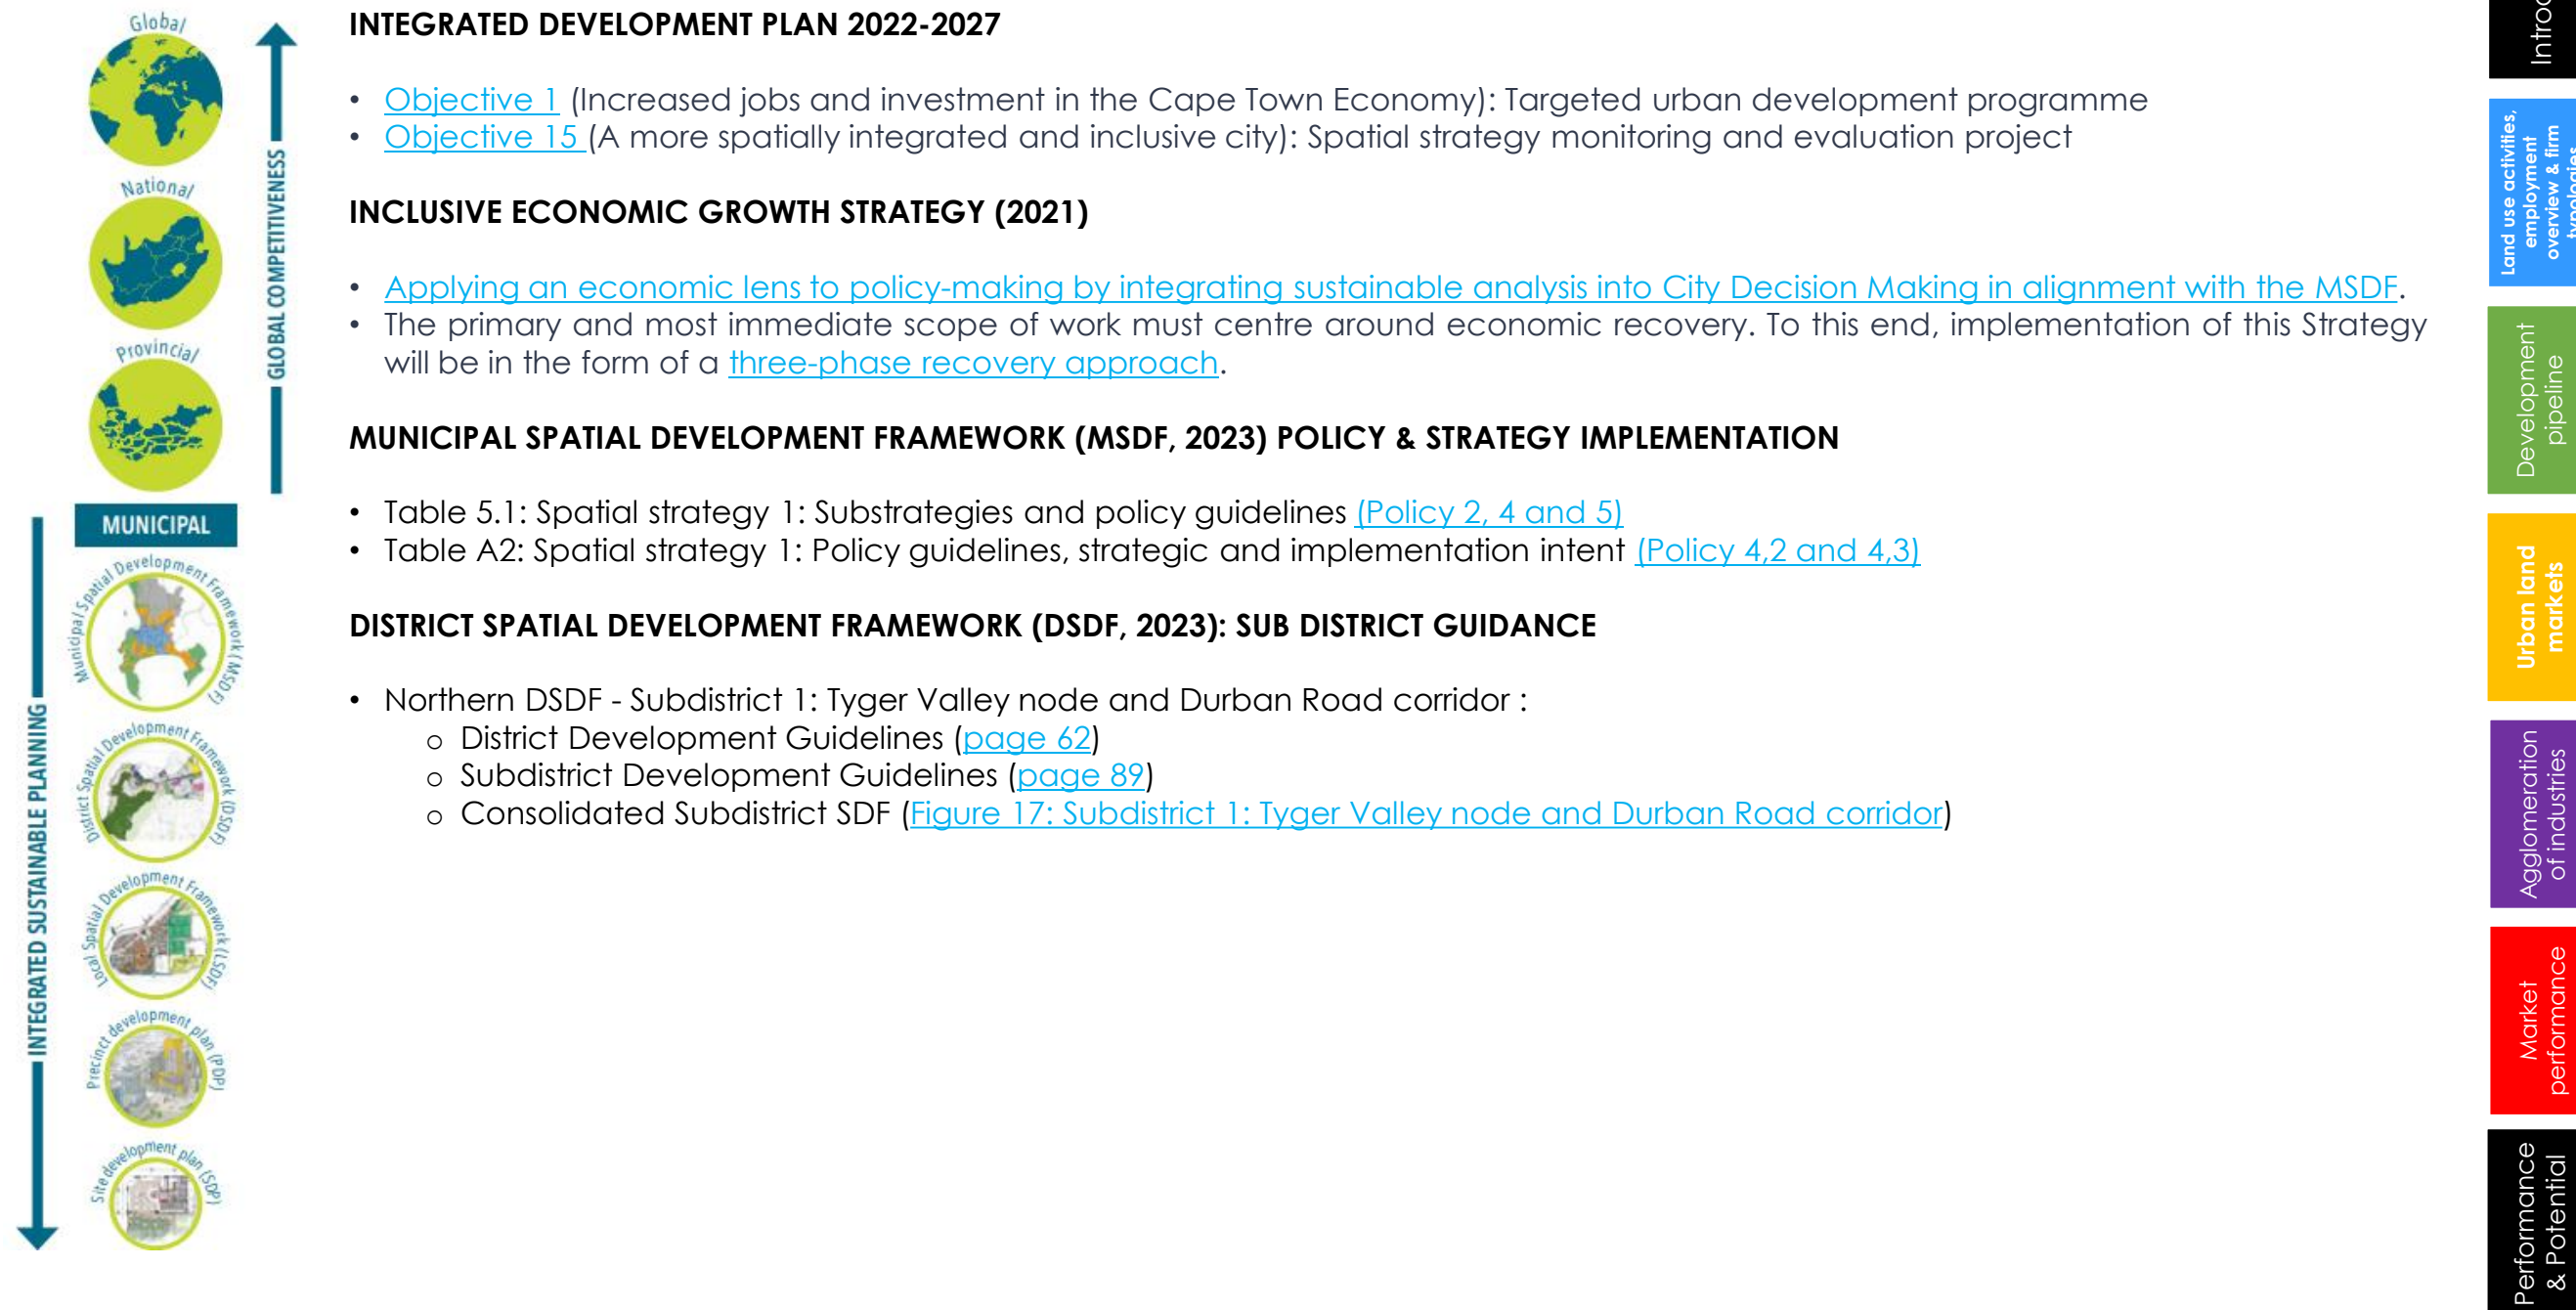 Global
National
Provincial
GLOBAL COMPETITIVENESS
MUNICIPAL
Municipal Spatial Development Framework (MSDF)
District Spatial Development Framework (DSDF)
Local Spatial Development Framework (LSDF)
Precinct development plan (PDP)
Site development plan (SDP)
INTEGRATED SUSTAINABLE PLANNING
INTEGRATED DEVELOPMENT PLAN 2022-2027
• Objective 1 (Increased jobs and investment in the Cape Town Economy): Targeted urban development programme
• Objective 15 (A more spatially integrated and inclusive city): Spatial strategy monitoring and evaluation project
INCLUSIVE ECONOMIC GROWTH STRATEGY (2021)
• Applying an economic lens to policy-making by integrating sustainable analysis into City Decision Making in alignment with the MSDF.
• The primary and most immediate scope of work must centre around economic recovery. To this end, implementation of this Strategy
will be in the form of a three-phase recovery approach.
MUNICIPAL SPATIAL DEVELOPMENT FRAMEWORK (MSDF, 2023) POLICY & STRATEGY IMPLEMENTATION
• Table 5.1: Spatial strategy 1: Substrategies and policy guidelines (Policy 2, 4 and 5)
• Table A2: Spatial strategy 1: Policy guidelines, strategic and implementation intent (Policy 4,2 and 4,3)
DISTRICT SPATIAL DEVELOPMENT FRAMEWORK (DSDF, 2023): SUB DISTRICT GUIDANCE
• Northern DSDF - Subdistrict 1: Tyger Valley node and Durban Road corridor :
o District Development Guidelines (page 62)
o Subdistrict Development Guidelines (page 89)
o Consolidated Subdistrict SDF (Figure 17: Subdistrict 1: Tyger Valley node and Durban Road corridor)
Land use activities,
employment
overview & firm
typologies
Development
pipeline
Urban land
markets
Agglomeration
of industries
Market
performance
Performance
& Potential